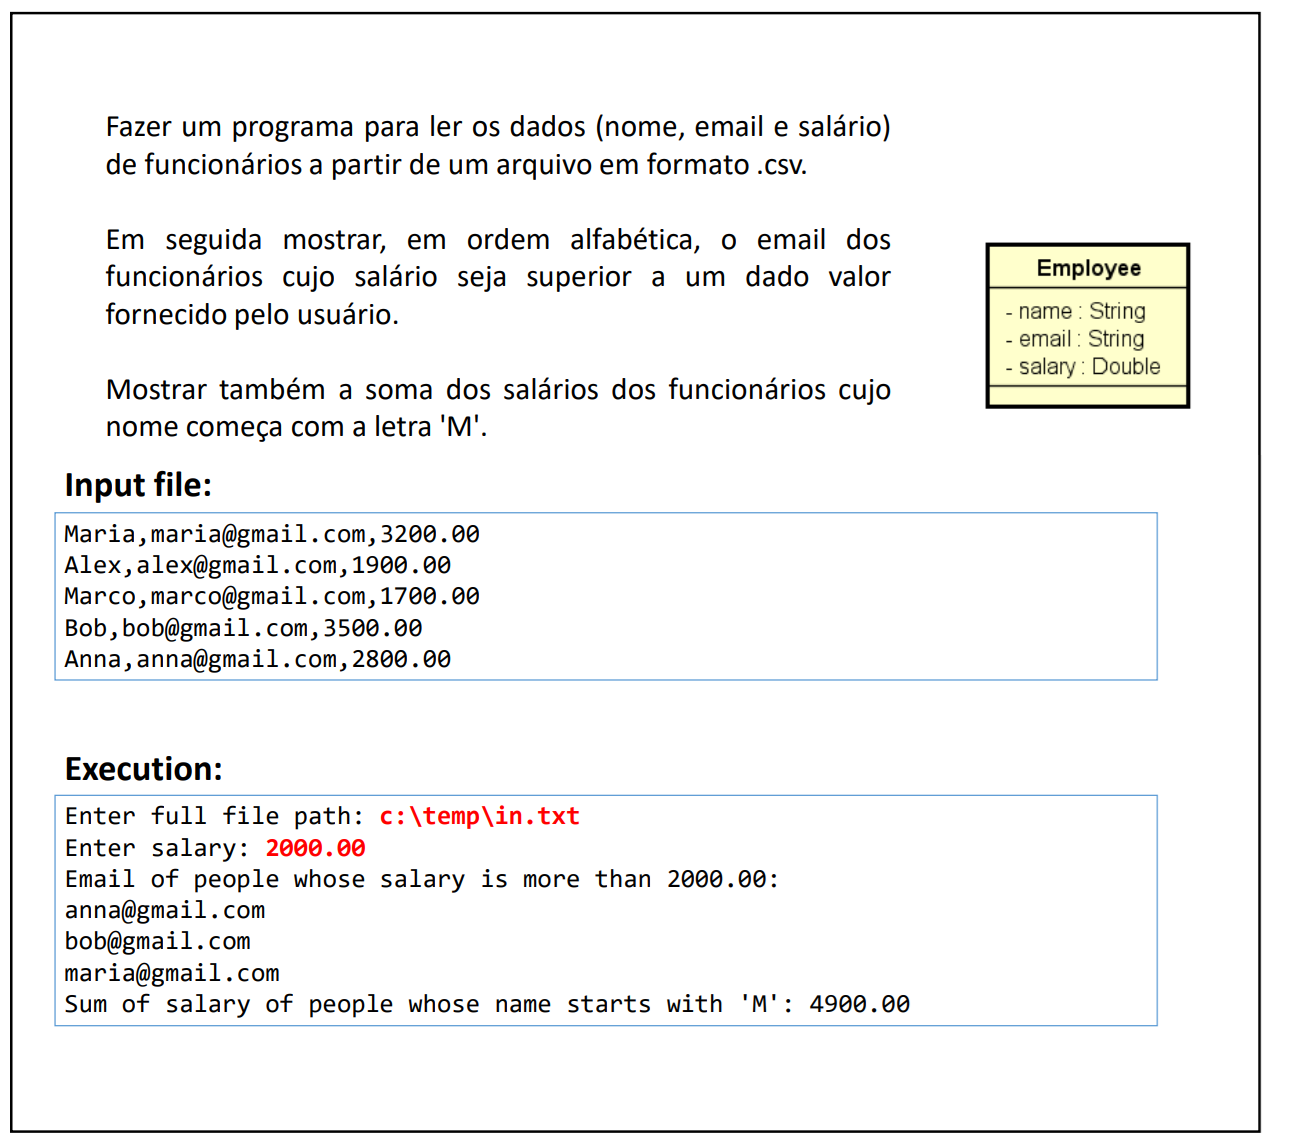 Fazer um programa para ler os dados (nome, email e salário)
de funcionários a partir de um arquivo em formato .csv.
Em seguida mostrar, em ordem alfabética, o email dos
funcionários cujo salário seja superior a um dado valor
fornecido pelo usuário.
Mostrar também a soma dos salários dos funcionários cujo
nome começa com a letra 'M'.
Employee
- name : String
- email : String
- salary : Double
Input file:
Maria,maria@gmail.com,3200.00
Alex,alex@gmail.com,1900.00
Marco,marco@gmail.com,1700.00
Bob,bob@gmail.com,3500.00
Anna,anna@gmail.com,2800.00
Execution:
Enter full file path: c:\temp\in.txt
Enter salary: 2000.00
Email of people whose salary is more than 2000.00:
anna@gmail.com
bob@gmail.com
maria@gmail.com
Sum of salary of people whose name starts with 'M': 4900.00